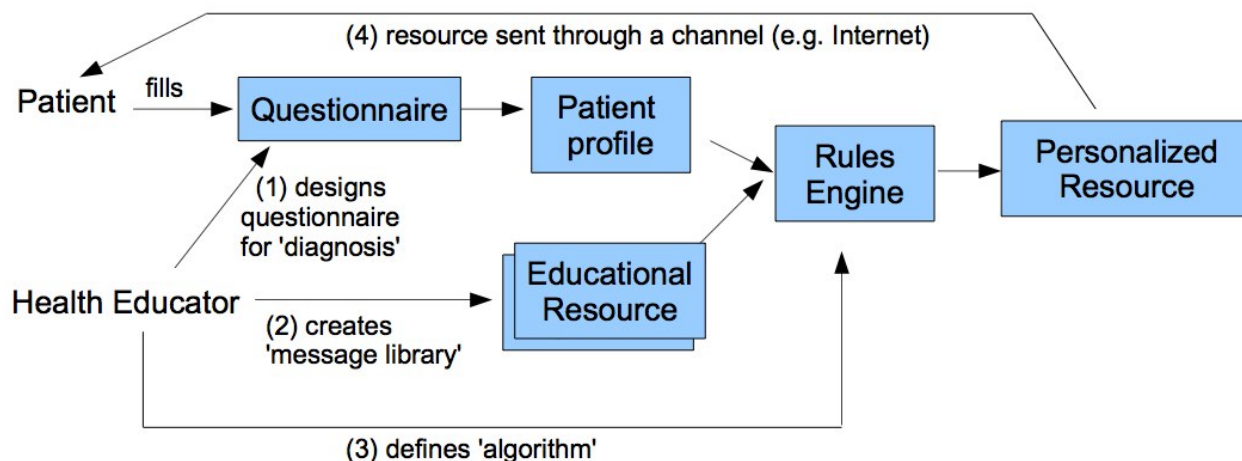 (4) resource sent through a channel (e.g. Internet)
Patient
fills
Questionnaire
Patient
profile
Rules
Engine
Personalized
Resource
(1) designs
questionnaire
for 'diagnosis'
Health Educator
(2) creates
'message library'
Educational
Resource
(3) defines 'algorithm'